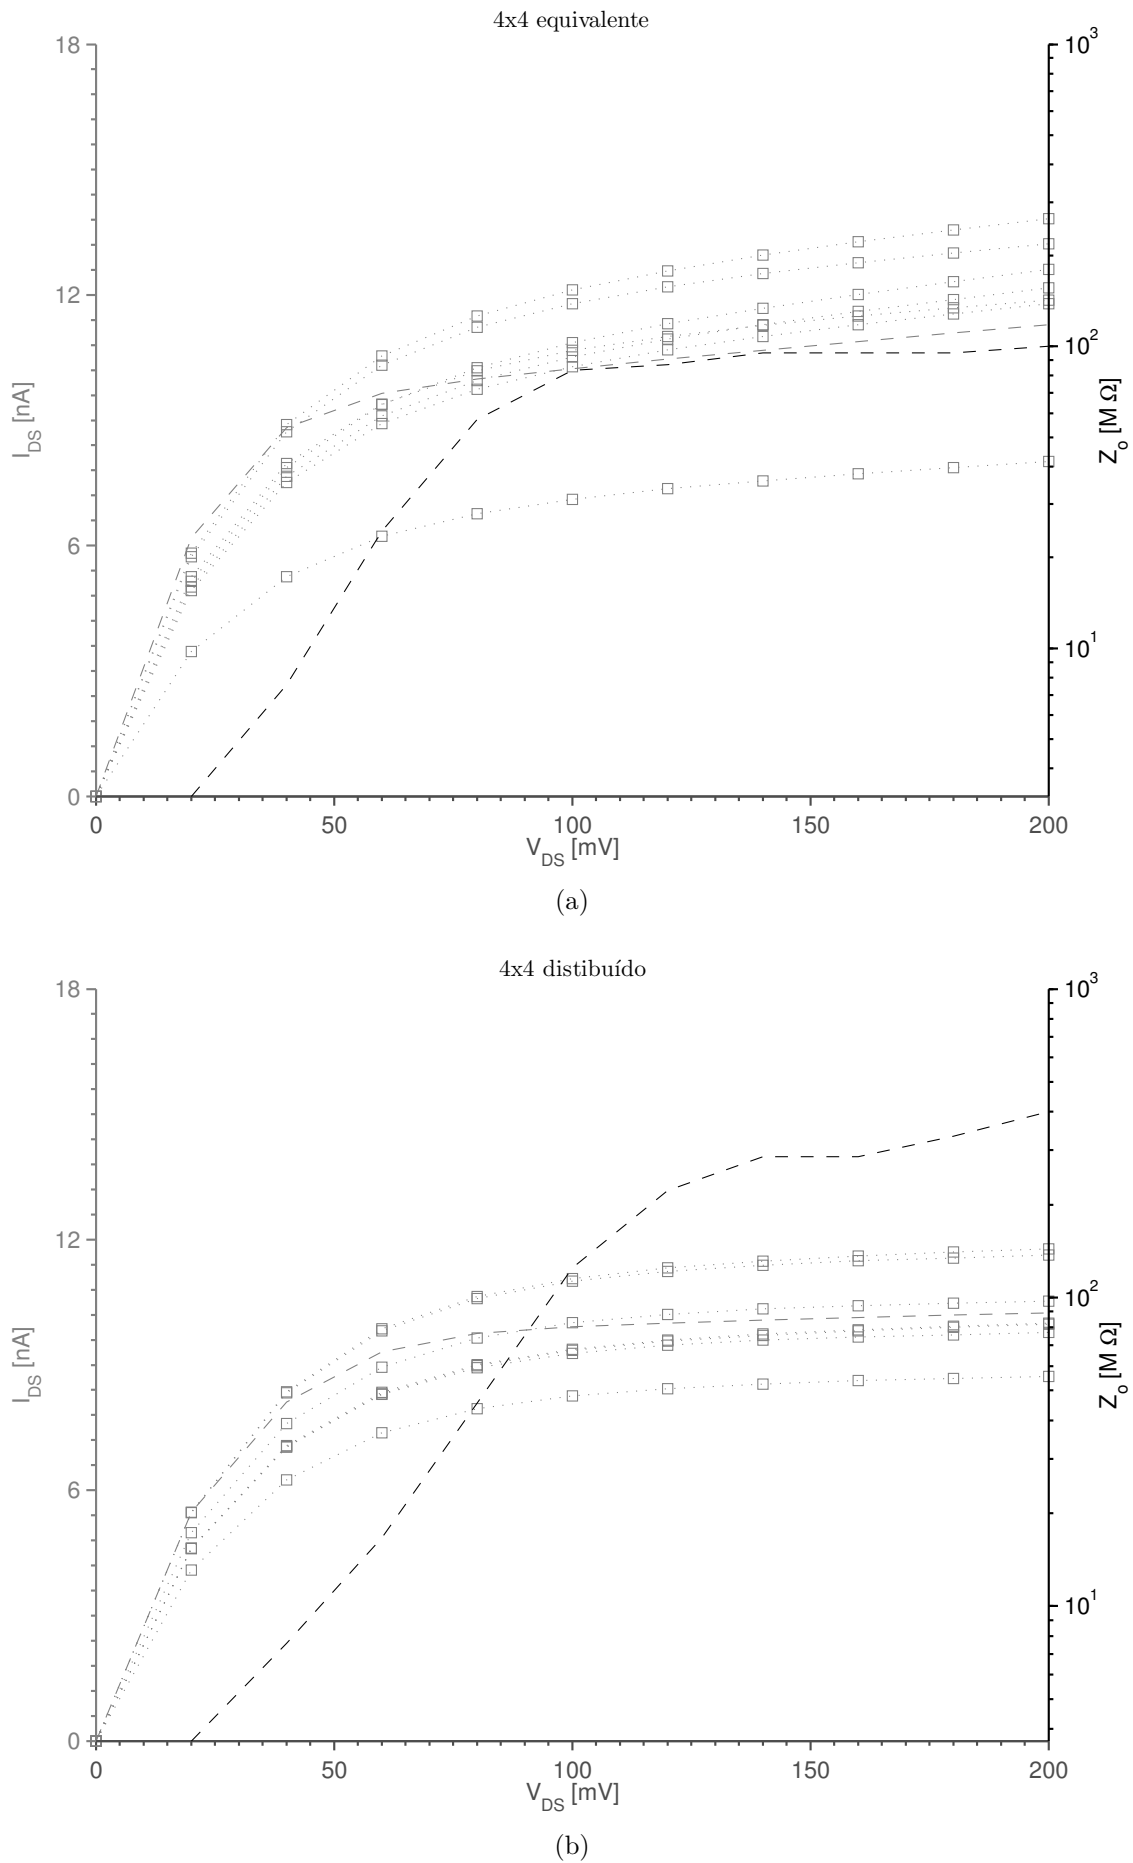 4x4 equivalente
18
10^3
12
10^2
I_DS [nA]
Z_o [M Ω]
6
10^1
0
0 50 100 150 200
V_DS [mV]
(a)
4x4 distibuído
18
10^3
12
10^2
I_DS [nA]
Z_o [M Ω]
6
10^1
0
0 50 100 150 200
V_DS [mV]
(b)